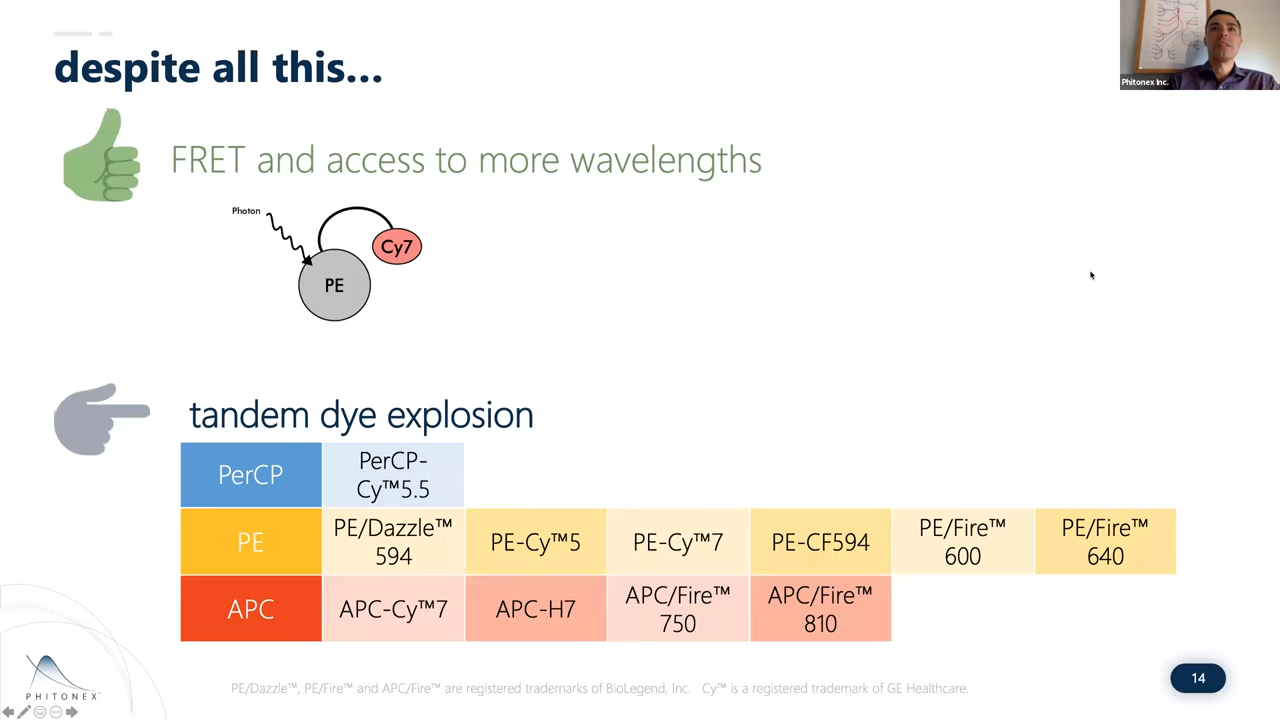 despite all this...
Phitonex Inc.
FRET and access to more wavelengths
Photon
Cy7
PE
tandem dye explosion
PerCP
PerCP-
Cy™5.5
PE
PE/Dazzle™
594
PE-Cy™5
PE-Cy™7
PE-CF594
PE/Fire™
600
PE/Fire™
640
APC
APC-Cy™7
APC-H7
APC/Fire™
750
APC/Fire™
810
PHITONEX
PE/Dazzle™, PE/Fire™ and APC/Fire™ are registered trademarks of BioLegend, Inc. Cy™ is a registered trademark of GE Healthcare.
14